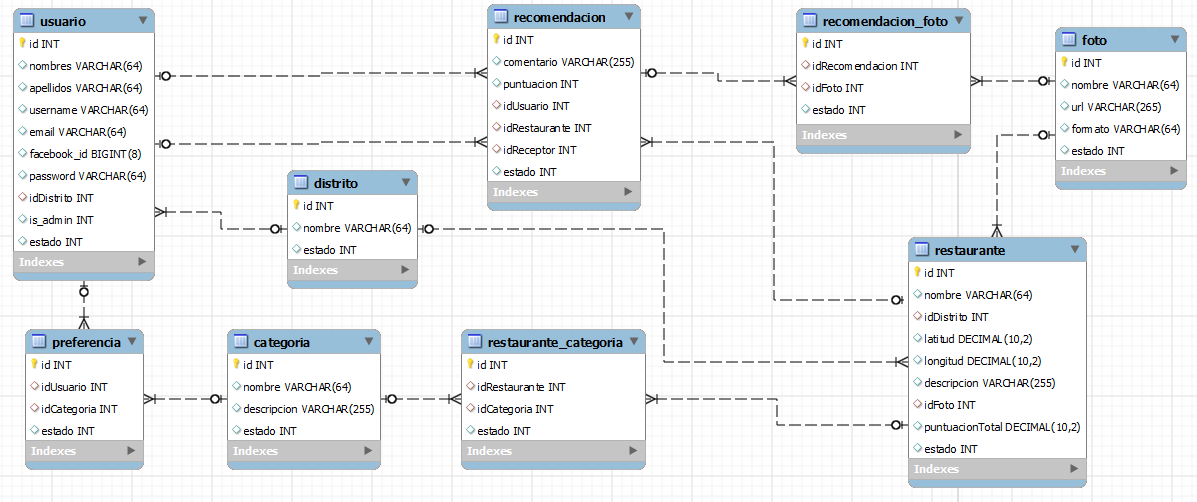 usuario
id INT
nombres VARCHAR(64)
apellidos VARCHAR(64)
username VARCHAR(64)
email VARCHAR(64)
facebook_id BIGINT(8)
password VARCHAR(64)
idDistrito INT
is_admin INT
estado INT
Indexes
recomendacion
id INT
comentario VARCHAR(255)
puntuacion INT
idUsuario INT
idRestaurante INT
idReceptor INT
estado INT
Indexes
recomendacion_foto
id INT
idRecomendacion INT
idFoto INT
estado INT
Indexes
foto
id INT
nombre VARCHAR(64)
url VARCHAR(265)
formato VARCHAR(64)
estado INT
Indexes
distrito
id INT
nombre VARCHAR(64)
estado INT
Indexes
restaurante
id INT
nombre VARCHAR(64)
idDistrito INT
latitud DECIMAL(10,2)
longitud DECIMAL(10,2)
descripcion VARCHAR(255)
idFoto INT
puntuacionTotal DECIMAL(10,2)
estado INT
Indexes
preferencia
id INT
idUsuario INT
idCategoria INT
estado INT
Indexes
categoria
id INT
nombre VARCHAR(64)
descripcion VARCHAR(255)
estado INT
Indexes
restaurante_categoria
id INT
idRestaurante INT
idCategoria INT
estado INT
Indexes